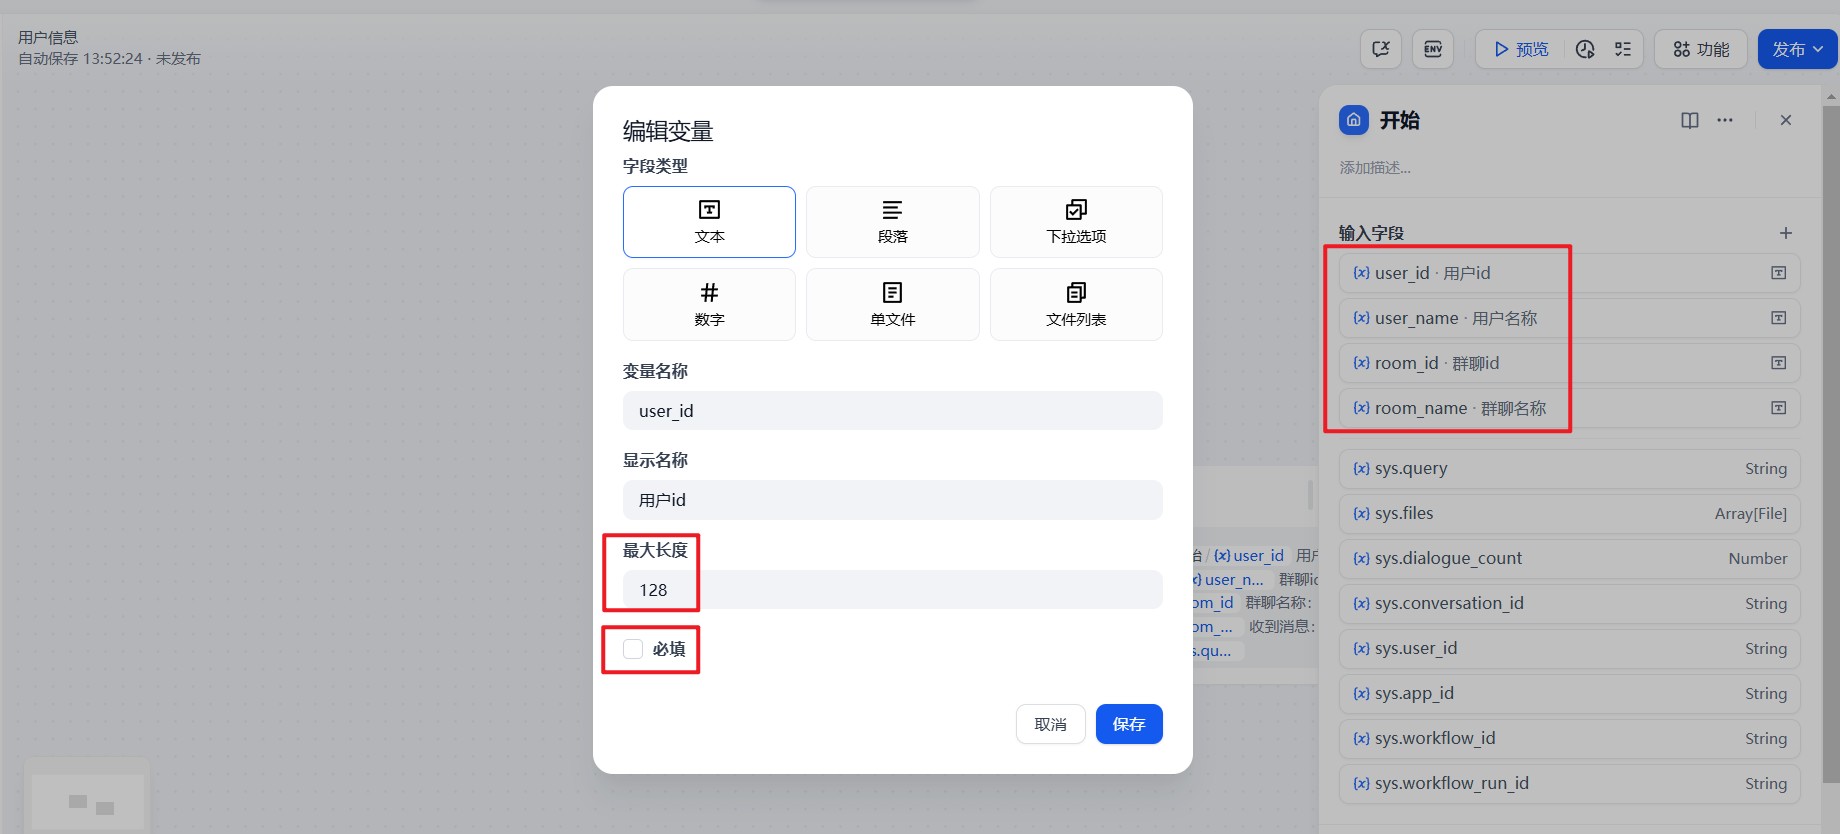 用户信息
自动保存 13:52:24 · 未发布
ENV
预览
功能
发布
编辑变量
字段类型
文本
段落
下拉选项
数字
单文件
文件列表
变量名称
user_id
显示名称
用户id
最大长度
128
必填
取消
保存
/ {x} user_id 用户
{x} user_n... 群聊id
om_id 群聊名称：
om_... 收到消息：
s.qu...
开始
添加描述...
输入字段
{x} user_id · 用户id
{x} user_name · 用户名称
{x} room_id · 群聊id
{x} room_name · 群聊名称
{x} sys.query String
{x} sys.files Array[File]
{x} sys.dialogue_count Number
{x} sys.conversation_id String
{x} sys.user_id String
{x} sys.app_id String
{x} sys.workflow_id String
{x} sys.workflow_run_id String